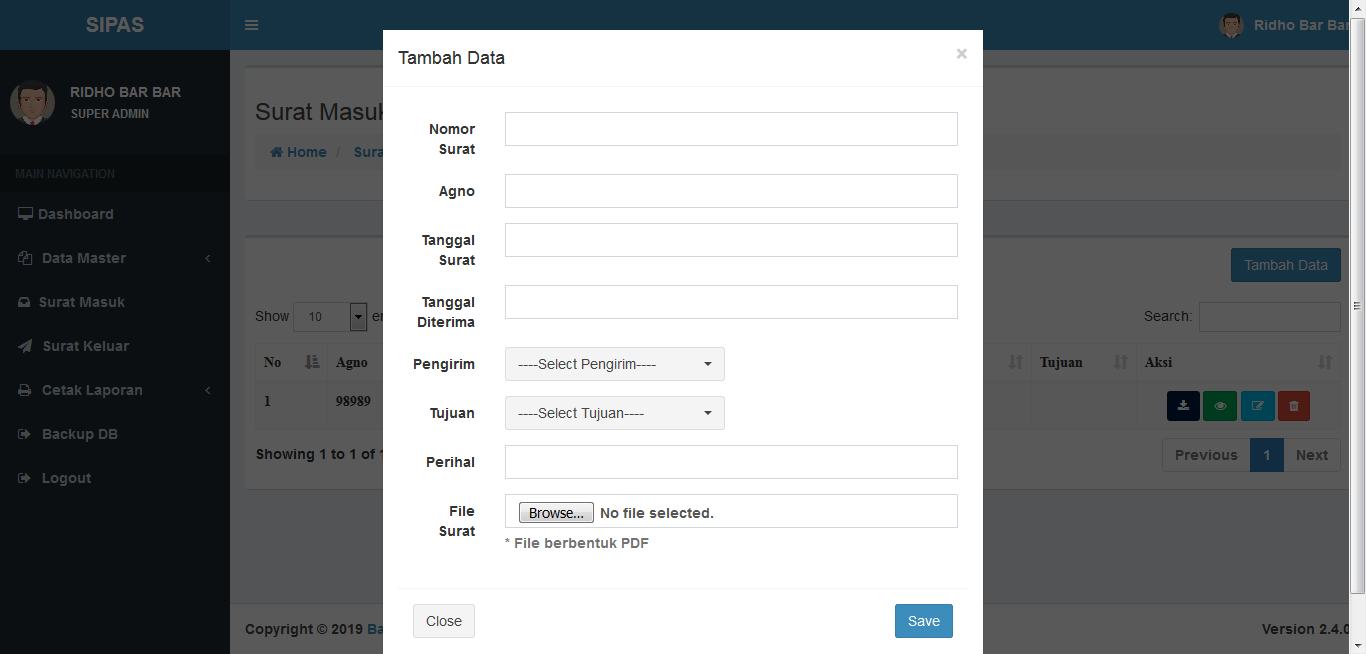 SIPAS
Ridho Bar Bar
RIDHO BAR BAR
SUPER ADMIN
MAIN NAVIGATION
Dashboard
Data Master
Surat Masuk
Surat Keluar
Cetak Laporan
Backup DB
Logout
Surat Masuk
Home /
Tambah Data
Show 10
Search:
No Agno Tujuan Aksi
1 98989
Showing 1 to 1 of
Previous 1 Next
Copyright © 2019
Version 2.4.0
Tambah Data
×
Nomor
Surat
Agno
Tanggal
Surat
Tanggal
Diterima
Pengirim ----Select Pengirim----
Tujuan ----Select Tujuan----
Perihal
File
Surat
Browse... No file selected.
* File berbentuk PDF
Close Save